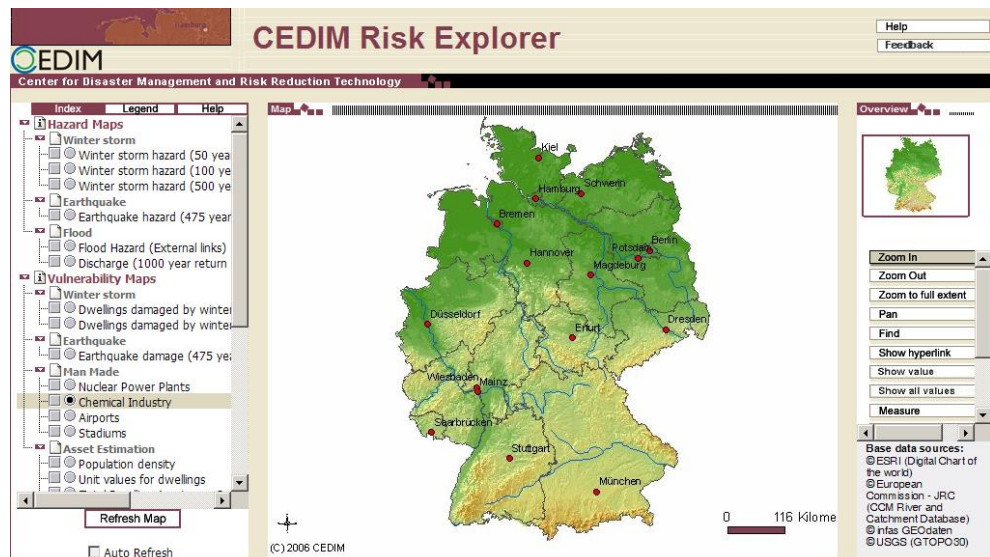 CEDIM Risk Explorer
Help
Feedback
CEDIM
Center for Disaster Management and Risk Reduction Technology
Index Legend Help
Hazard Maps
Winter storm
Winter storm hazard (50 yea
Winter storm hazard (100 ye
Winter storm hazard (500 ye
Earthquake
Earthquake hazard (475 year
Flood
Flood Hazard (External links)
Discharge (1000 year return
Vulnerability Maps
Winter storm
Dwellings damaged by winter
Dwellings damaged by winter
Earthquake
Earthquake damage (475 yea
Man Made
Nuclear Power Plants
Chemical Industry
Airports
Stadiums
Asset Estimation
Population density
Unit values for dwellings
Refresh Map
Auto Refresh
Map
Kiel
Hamburg
Schwerin
Bremen
Berlin
Potsdam
Hannover
Magdeburg
Düsseldorf
Dresden
Erfurt
Wiesbaden
Mainz
Saarbrücken
Stuttgart
München
0 116 Kilome
(C) 2006 CEDIM
Overview
Zoom In
Zoom Out
Zoom to full extent
Pan
Find
Show hyperlink
Show value
Show all values
Measure
Base data sources:
©ESRI (Digital Chart of
the world)
©European
Commission - JRC
(CCM River and
Catchment Database)
©infas GEOdaten
©USGS (GTOPO30)